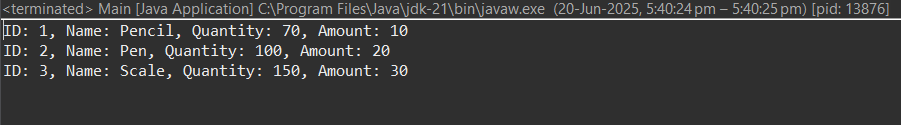 <terminated> Main [Java Application] C:\Program Files\Java\jdk-21\bin\javaw.exe (20-Jun-2025, 5:40:24 pm – 5:40:25 pm) [pid: 13876]
ID: 1, Name: Pencil, Quantity: 70, Amount: 10
ID: 2, Name: Pen, Quantity: 100, Amount: 20
ID: 3, Name: Scale, Quantity: 150, Amount: 30